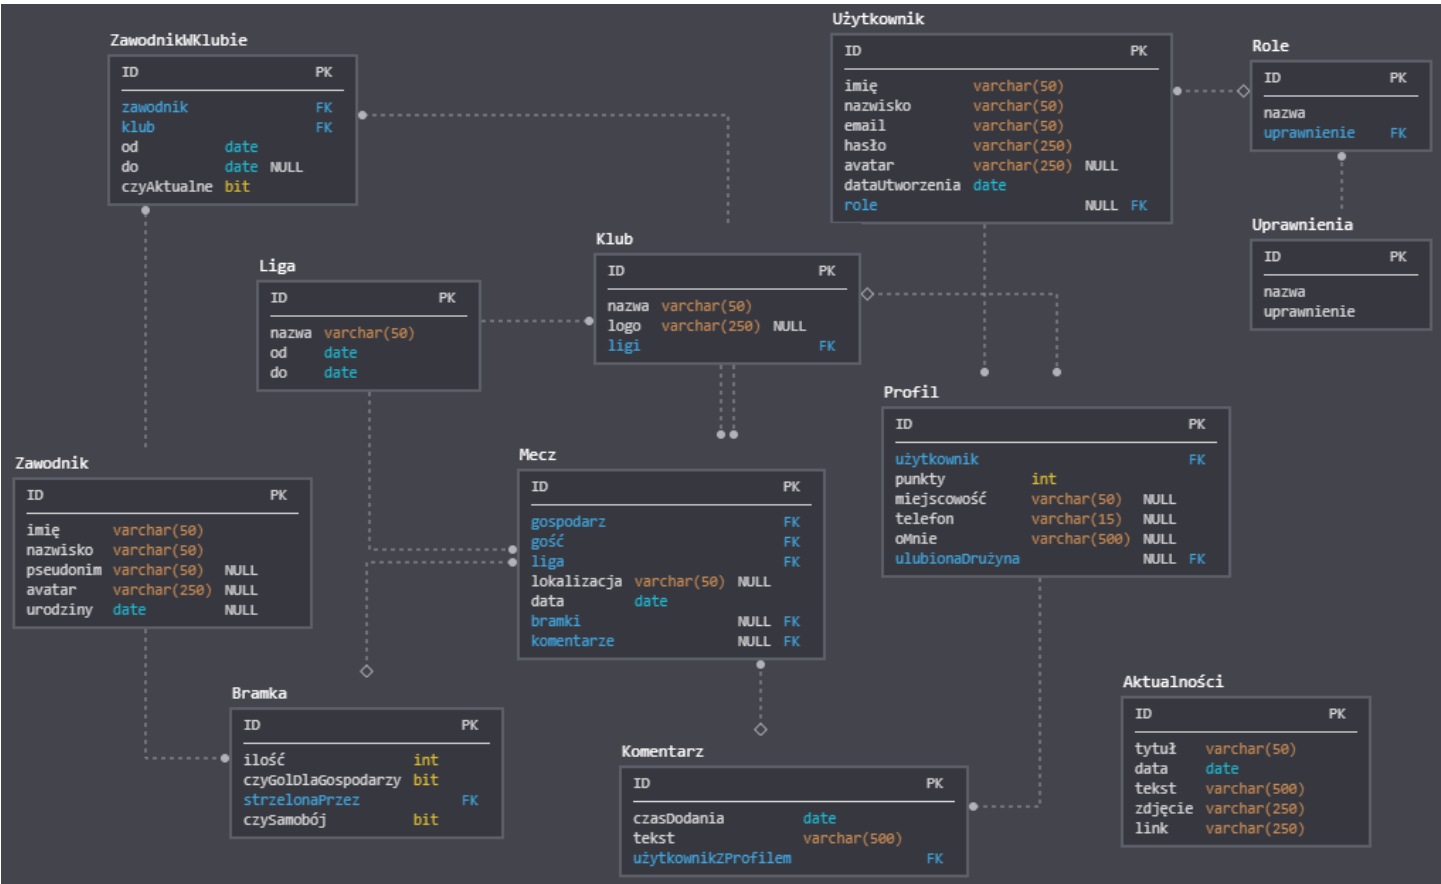 ZawodnikWKlubie
ID PK
zawodnik FK
klub FK
od date
do date NULL
czyAktualne bit
Użytkownik
ID PK
imię varchar(50)
nazwisko varchar(50)
email varchar(50)
hasło varchar(250)
avatar varchar(250) NULL
dataUtworzenia date
role NULL FK
Role
ID PK
nazwa
uprawnienie FK
Uprawnienia
ID PK
nazwa
uprawnienie
Liga
ID PK
nazwa varchar(50)
od date
do date
Klub
ID PK
nazwa varchar(50)
logo varchar(250) NULL
ligi FK
Profil
ID PK
użytkownik FK
punkty int
miejscowość varchar(50) NULL
telefon varchar(15) NULL
oMnie varchar(500) NULL
ulubionaDrużyna NULL FK
Zawodnik
ID PK
imię varchar(50)
nazwisko varchar(50)
pseudonim varchar(50) NULL
avatar varchar(250) NULL
urodziny date NULL
Mecz
ID PK
gospodarz FK
gość FK
liga FK
lokalizacja varchar(50) NULL
data date
bramki NULL FK
komentarze NULL FK
Bramka
ID PK
ilość int
czyGolDlaGospodarzy bit
strzelonaPrzez FK
czySamobój bit
Komentarz
ID PK
czasDodania date
tekst varchar(500)
użytkownikZProfilem FK
Aktualności
ID PK
tytuł varchar(50)
data date
tekst varchar(500)
zdjęcie varchar(250)
link varchar(250)